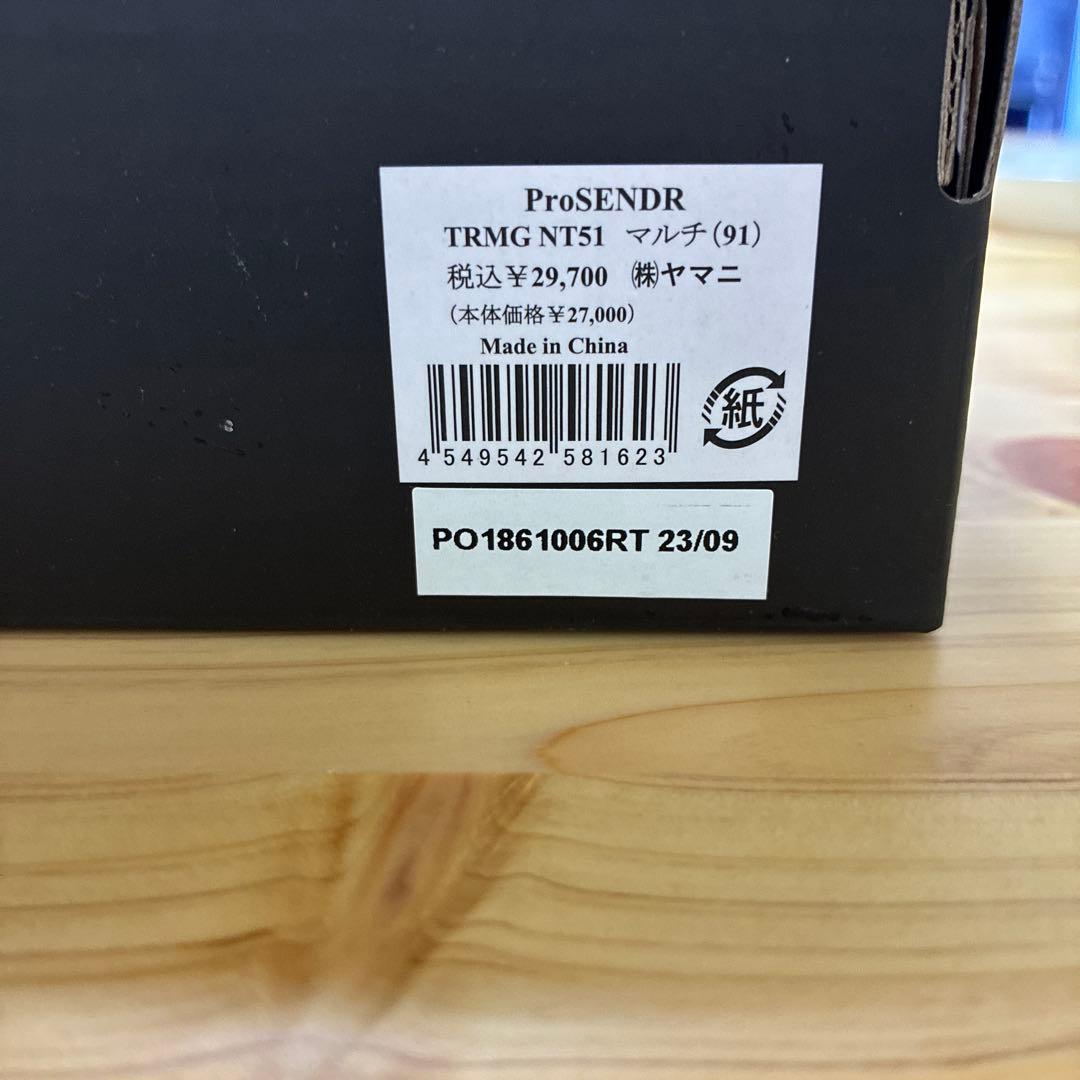 ProSENDR
TRMG NT51 マルチ(91)
税込￥29,700 ㈱ヤマニ
(本体価格￥27,000)
Made in China
4 549542 581623
紙
PO1861006RT 23/09